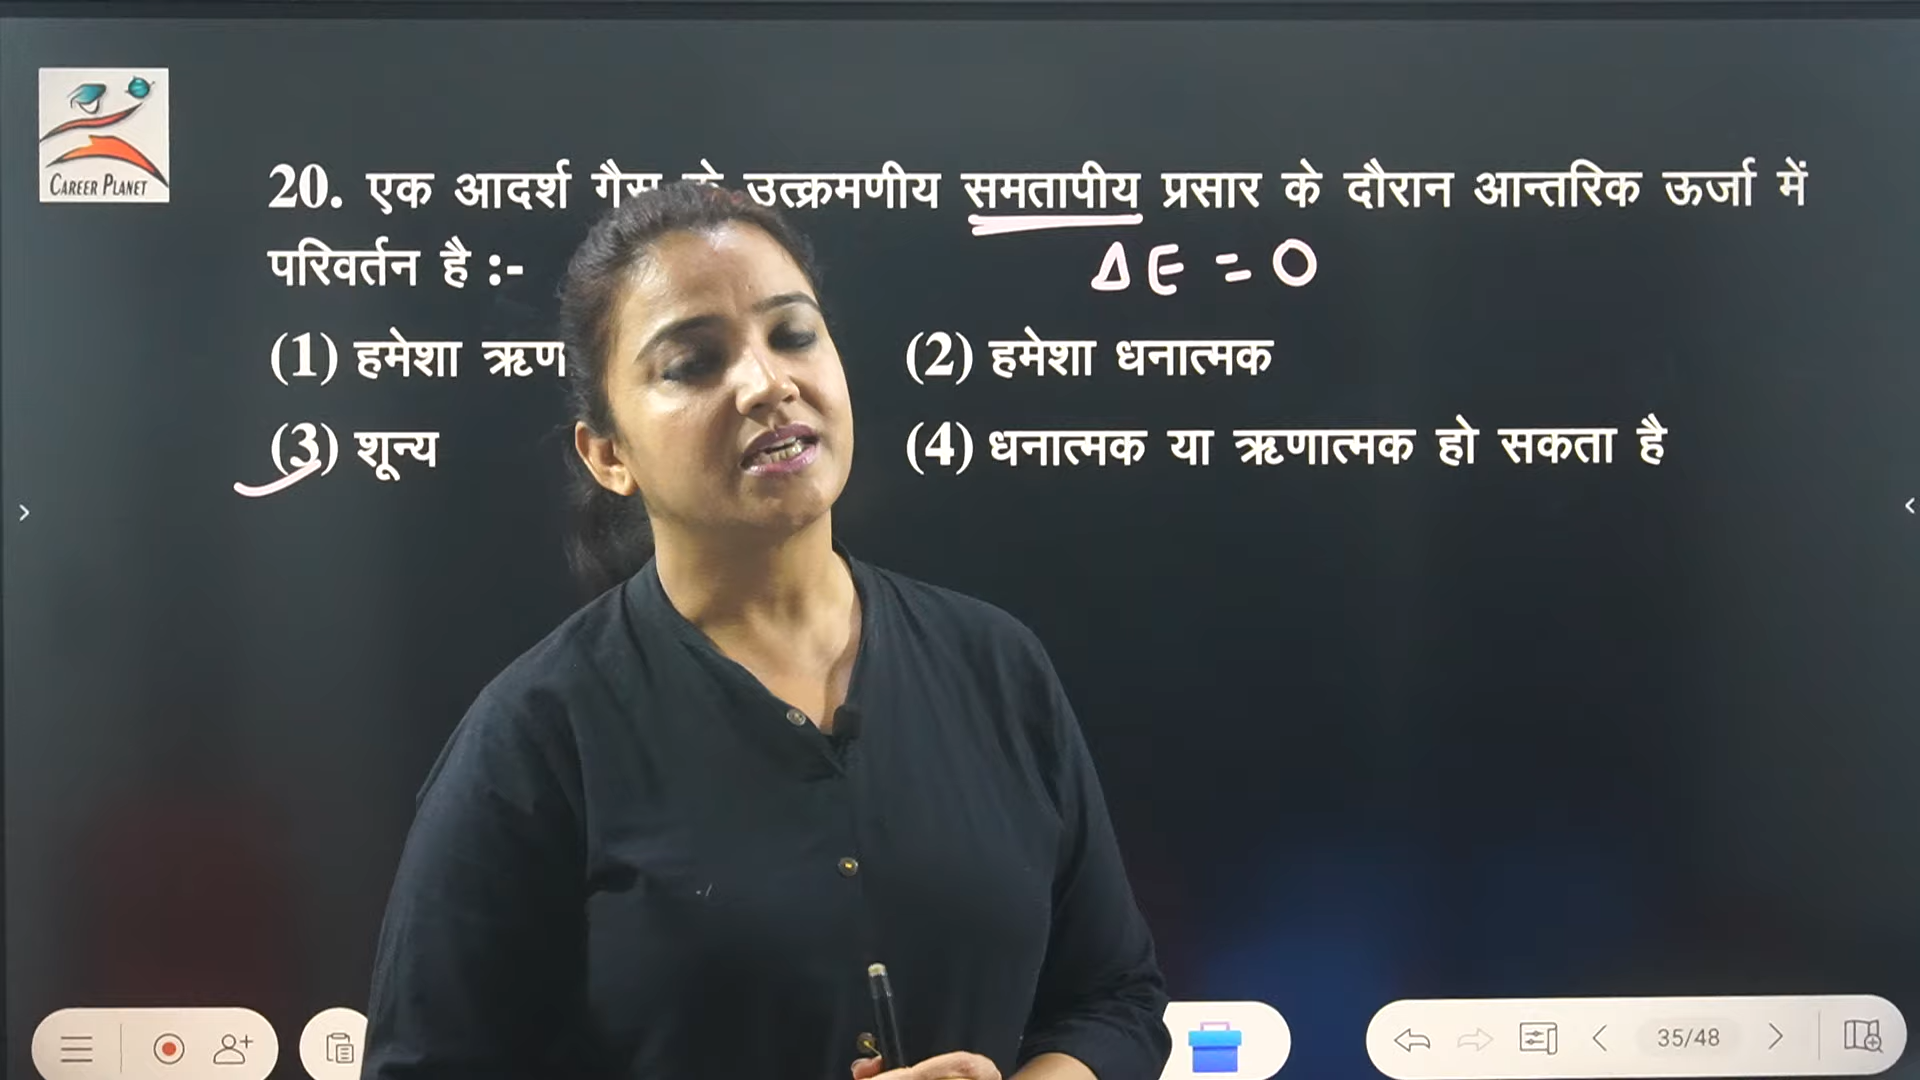 CAREER PLANET
20. एक आदर्श गैस के उत्क्रमणीय समतापीय प्रसार के दौरान आन्तरिक ऊर्जा में
परिवर्तन है :-
ΔE = 0
(1) हमेशा ऋण
(2) हमेशा धनात्मक
(3) शून्य
(4) धनात्मक या ऋणात्मक हो सकता है
35/48